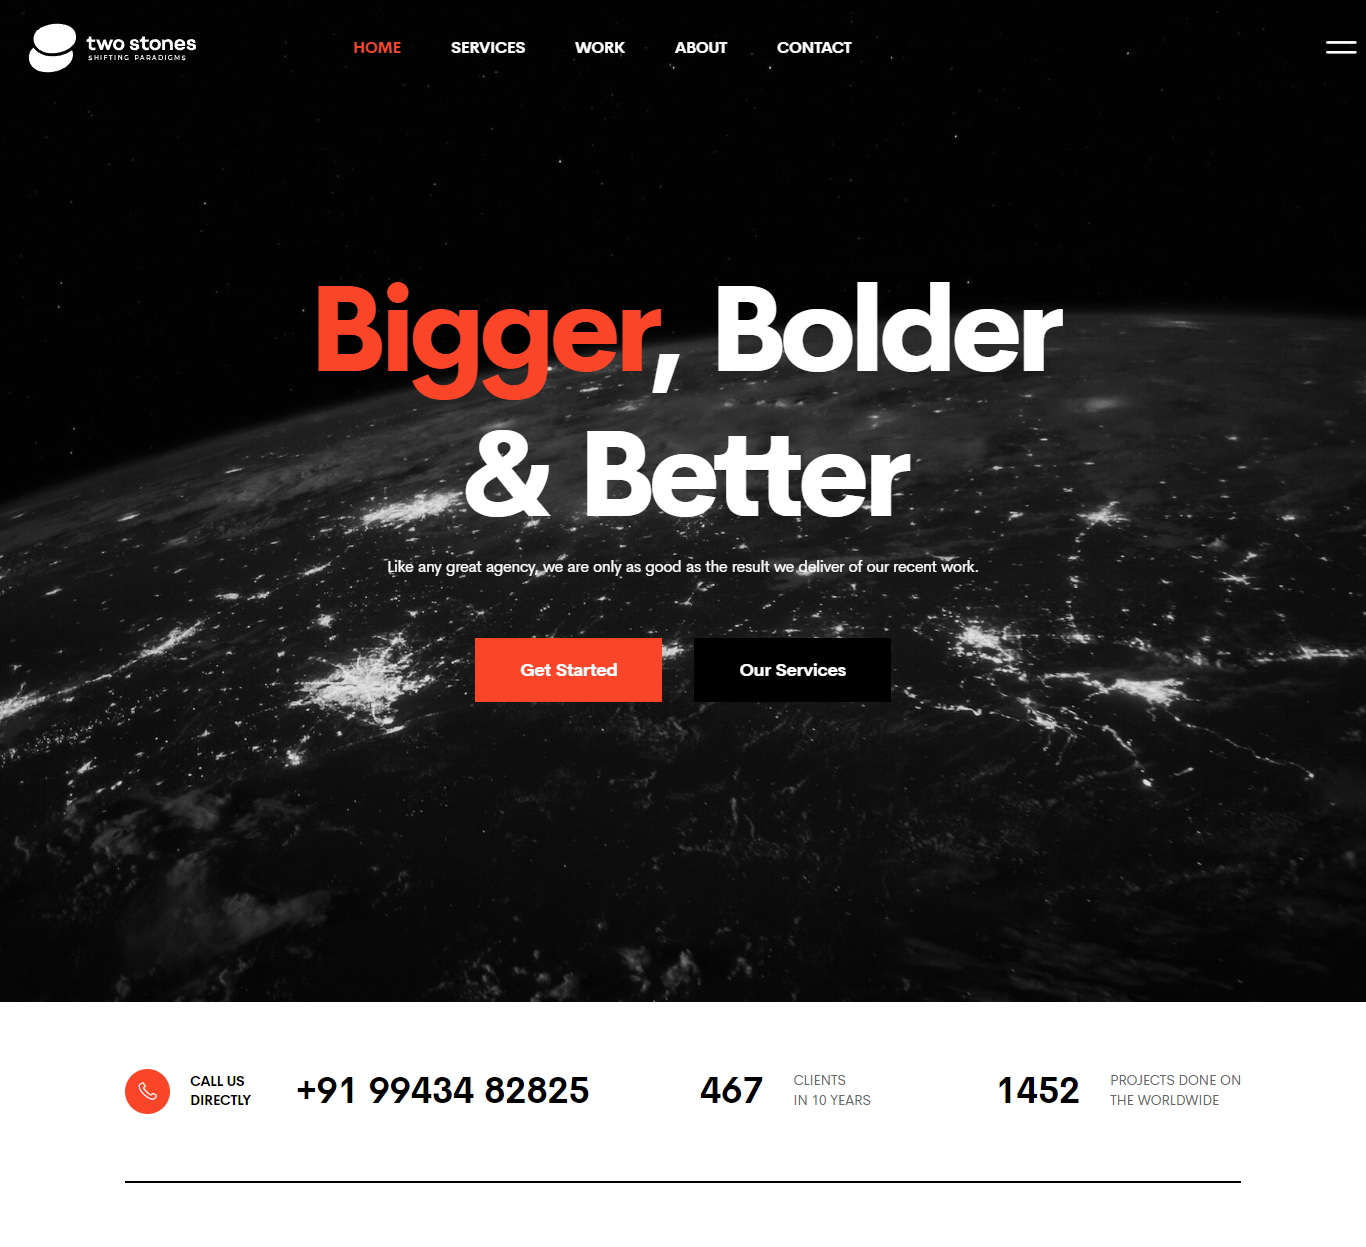 two stones
SHIFTING PARADIGMS
HOME SERVICES WORK ABOUT CONTACT
Bigger, Bolder
& Better
Like any great agency, we are only as good as the result we deliver of our recent work.
Get Started
Our Services
CALL US
DIRECTLY
+91 99434 82825
467
CLIENTS
IN 10 YEARS
1452
PROJECTS DONE ON
THE WORLDWIDE